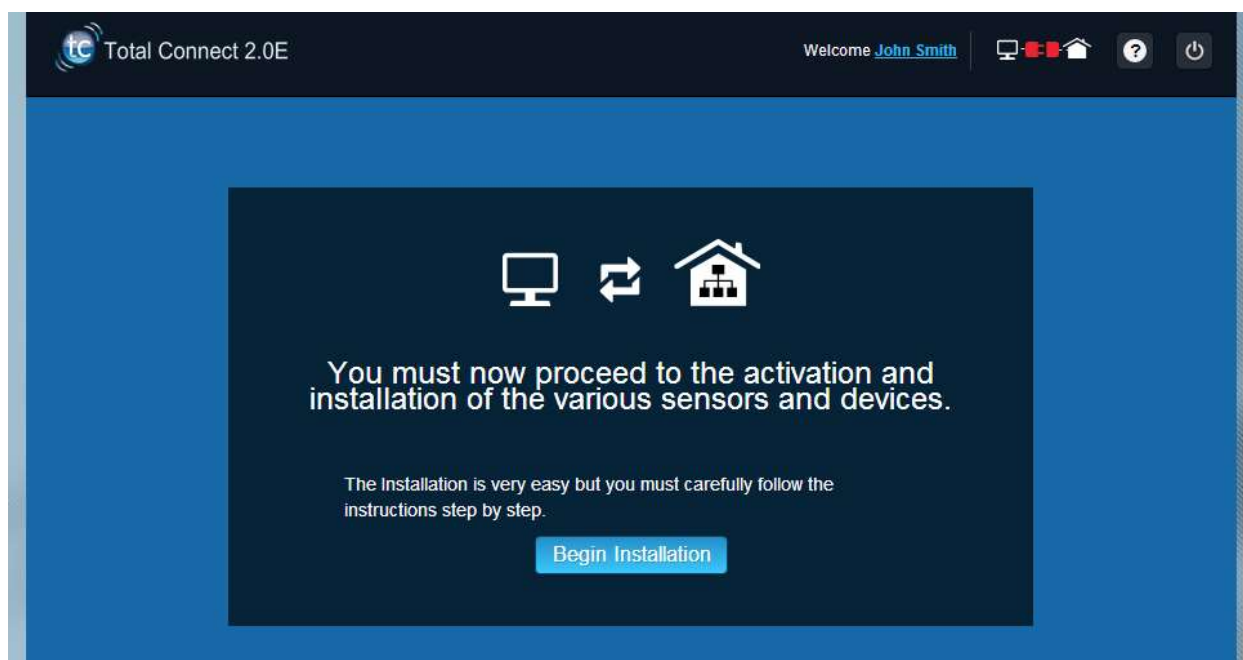 tc Total Connect 2.0E
Welcome John Smith
?
You must now proceed to the activation and
installation of the various sensors and devices.
The Installation is very easy but you must carefully follow the
instructions step by step.
Begin Installation